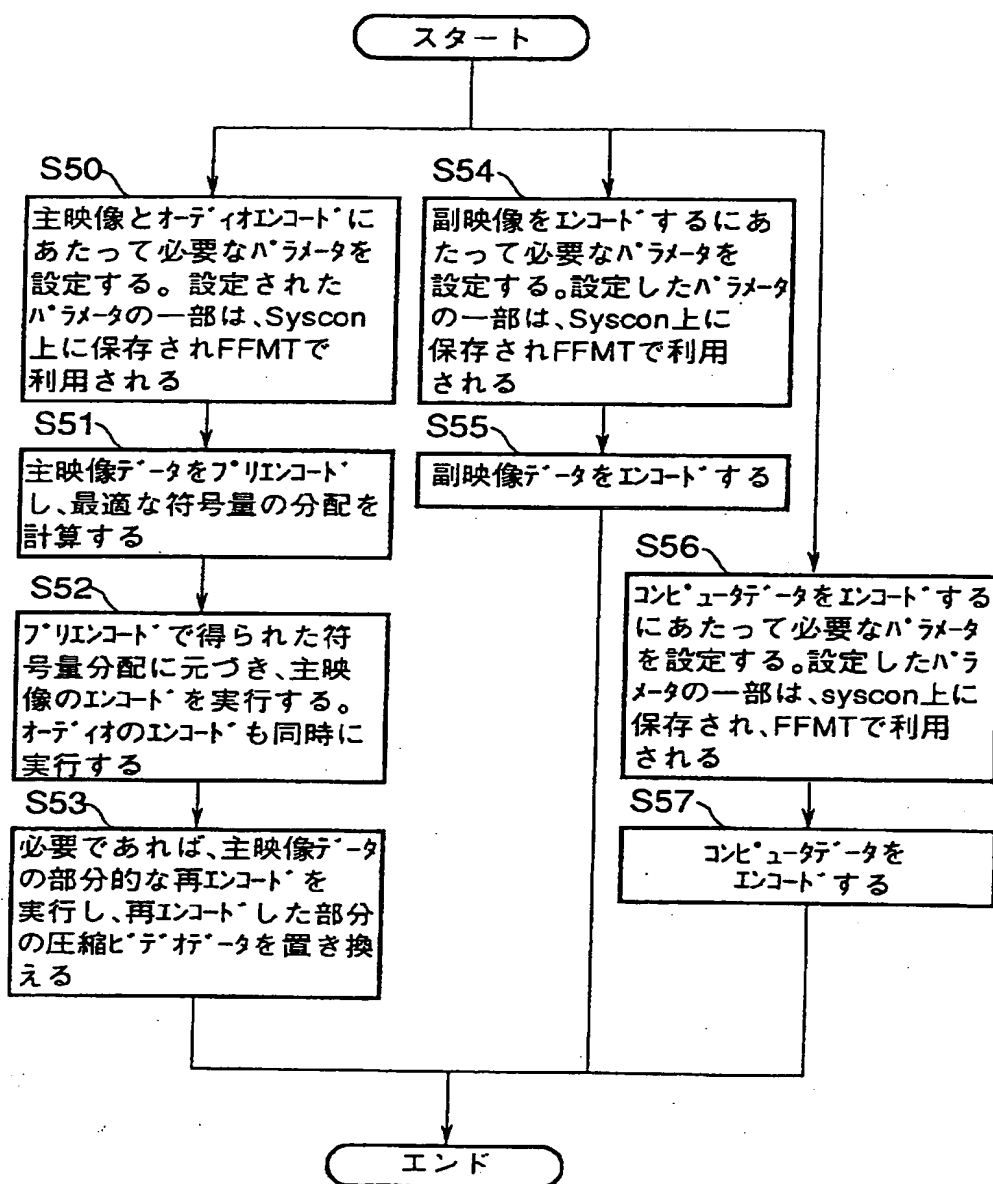 スタート
S50
主映像とオーディオエンコードに
あたって必要なパラメータを
設定する。設定された
パラメータの一部は、Syscon
上に保存されFFMTで
利用される
S51
主映像データをプリエンコード
し、最適な符号量の分配を
計算する
S52
プリエンコードで得られた符
号量分配に元づき、主映
像のエンコードを実行する。
オーディオのエンコードも同時に
実行する
S53
必要であれば、主映像データ
の部分的な再エンコードを
実行し、再エンコードした部分
の圧縮ビデオデータを置き換
える
S54
副映像をエンコードするにあ
たって必要なパラメータを
設定する。設定したパラメータ
の一部は、Syscon上に
保存されFFMTで利用
される
S55
副映像データをエンコードする
S56
コンピュータデータをエンコードする
にあたって必要なパラメータ
を設定する。設定したパラ
メータの一部は、syscon上に
保存され、FFMTで利用
される
S57
コンピュータデータを
エンコードする
エンド